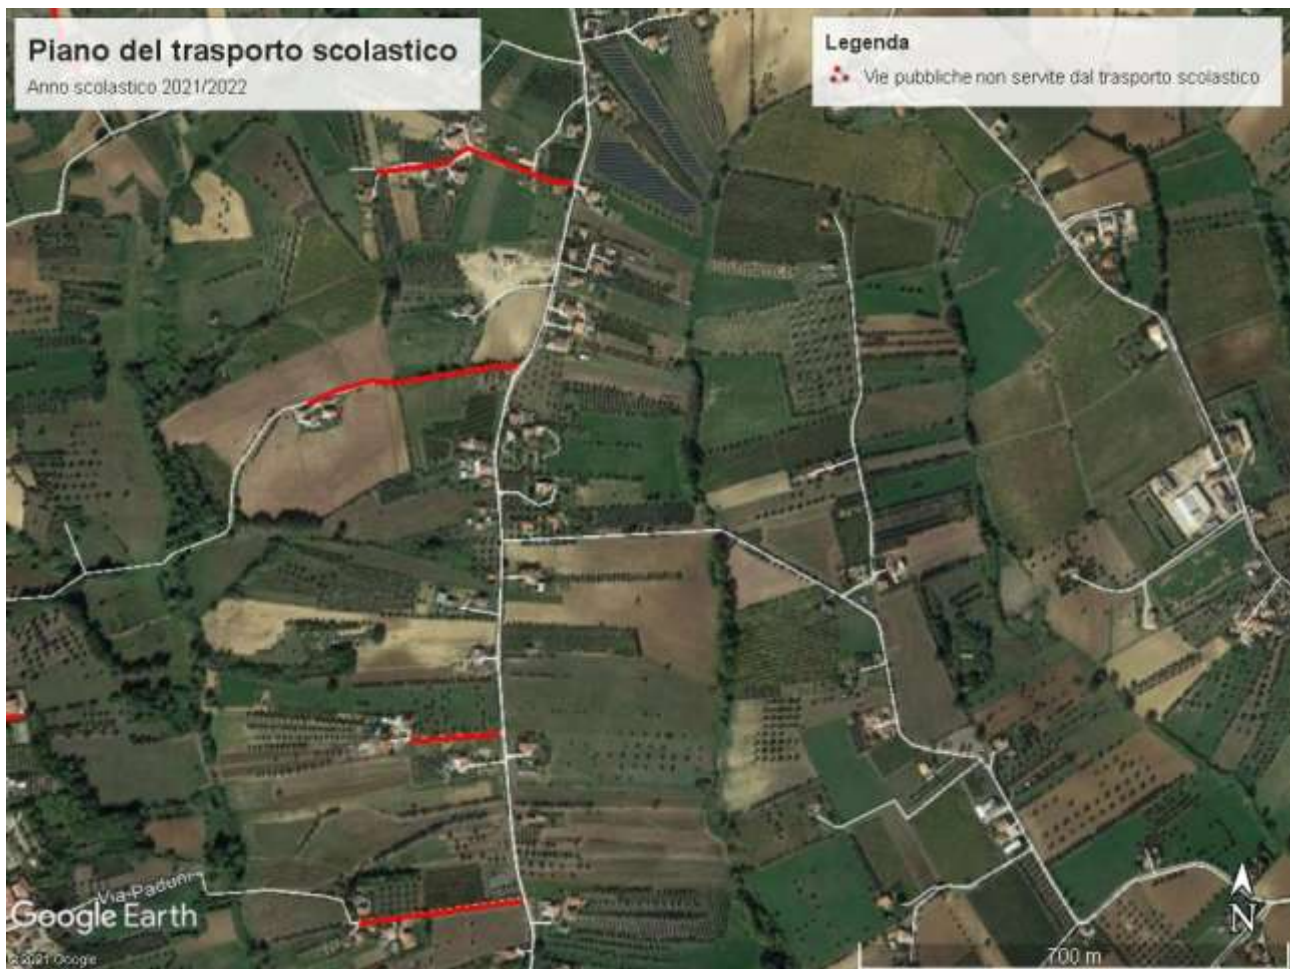 Piano del trasporto scolastico
Anno scolastico 2021/2022
Legenda
Vie pubbliche non servite dal trasporto scolastico
Via Paduni
Google Earth
© 2021 Google
N
700 m